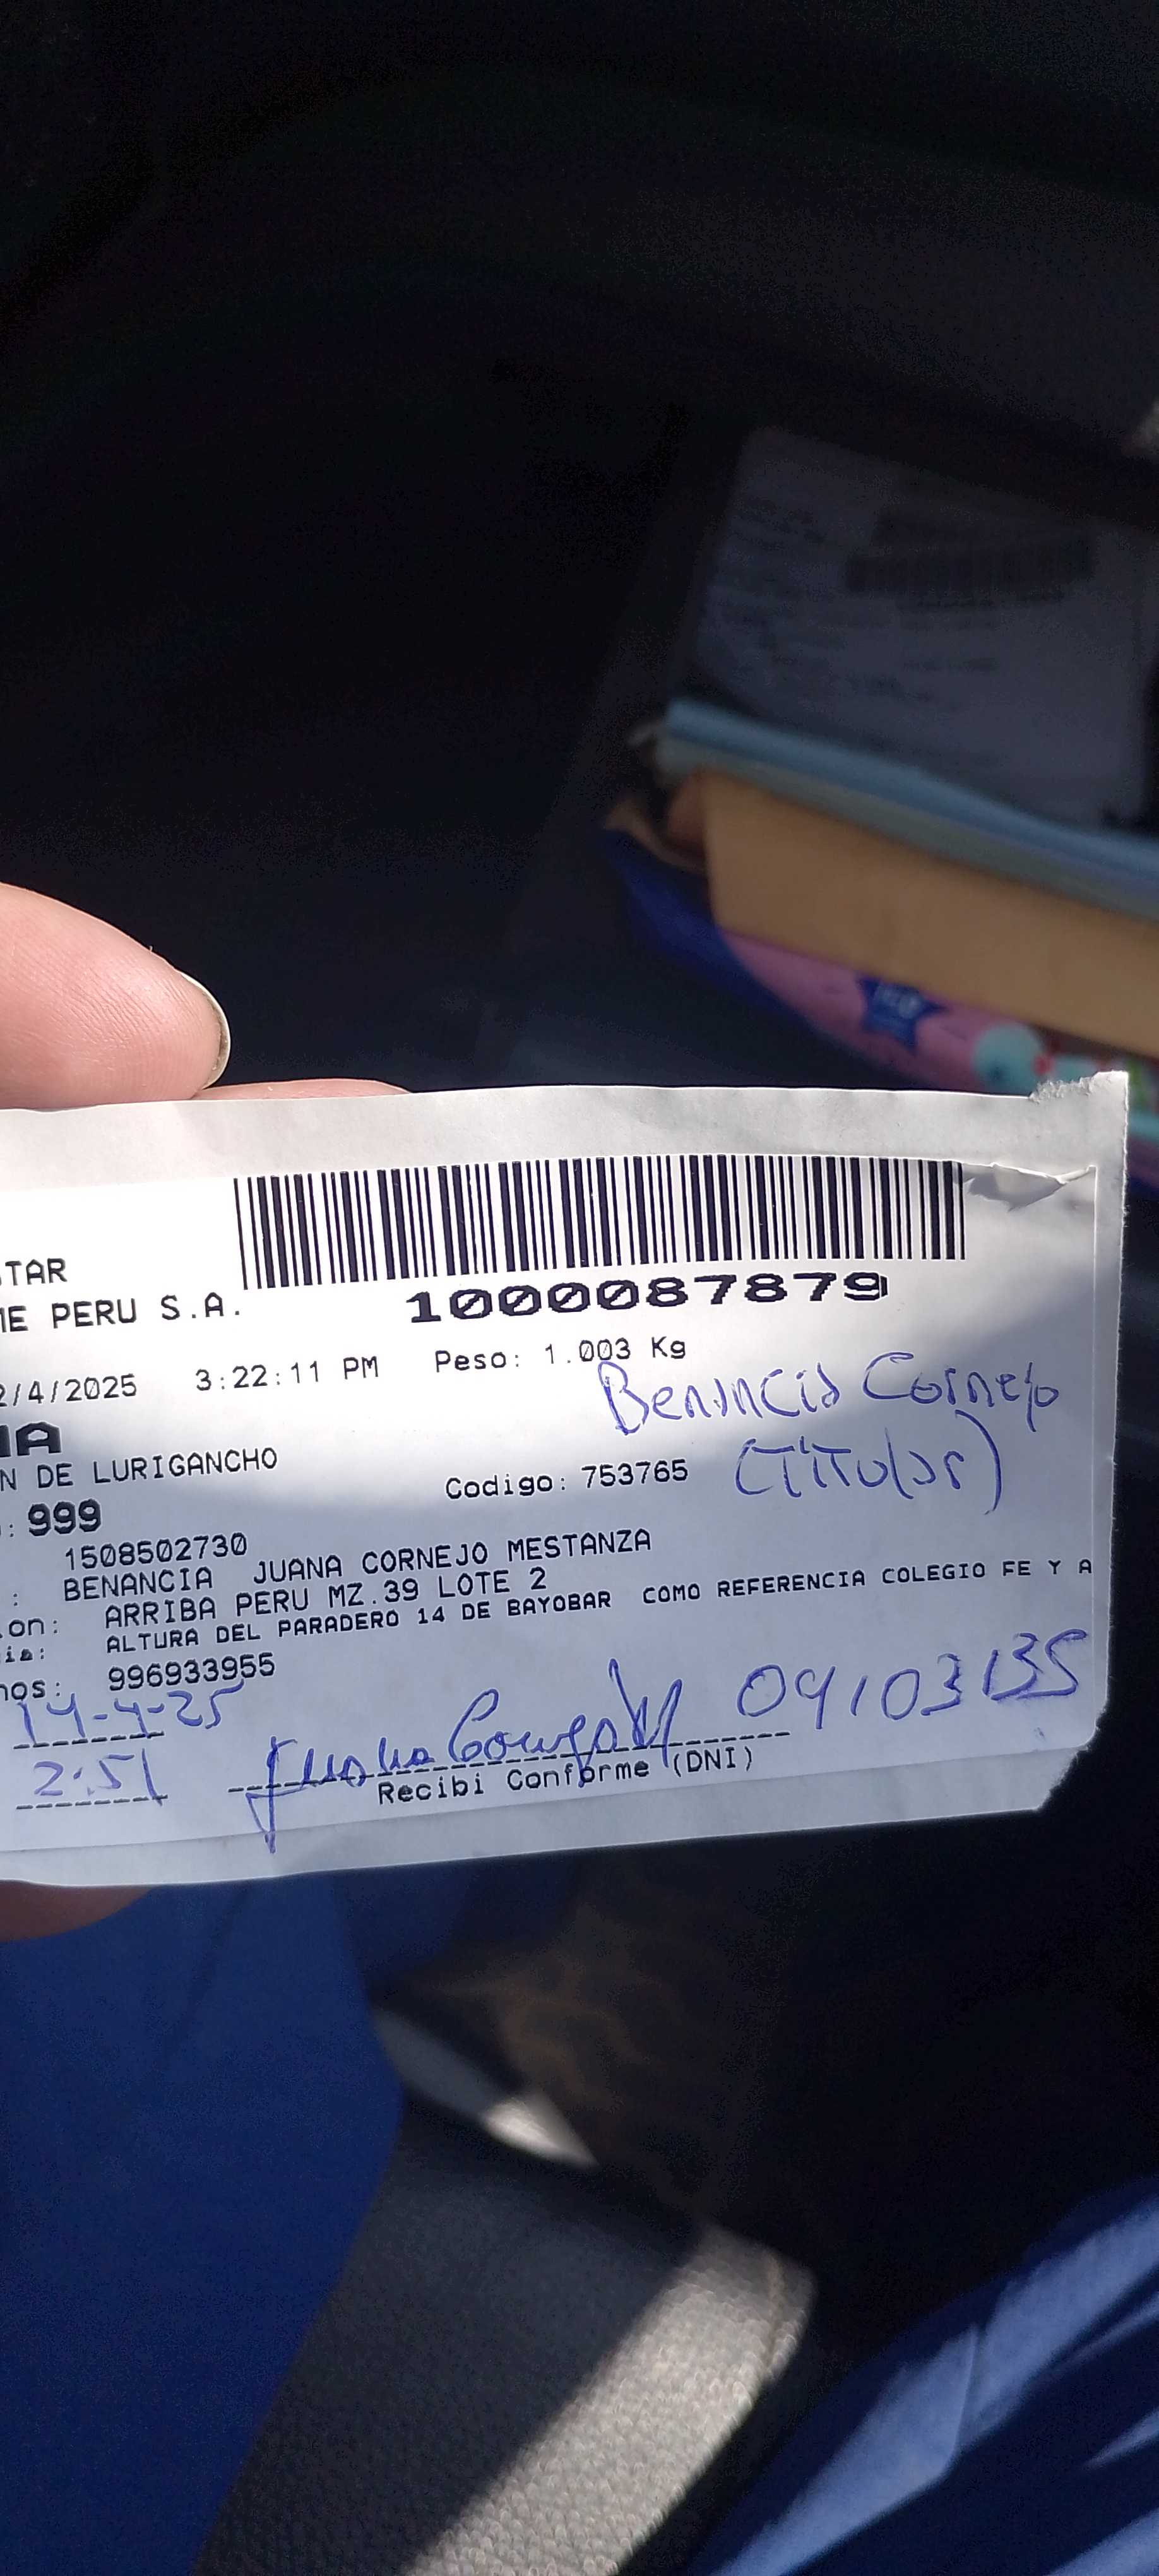 TAR
ME PERU S.A.
1000087879
2/4/2025 3:22:11 PM Peso: 1.003 Kg
Benancia Cornejo
(Titular)
N DE LURIGANCHO
Codigo: 753765
: 999
1508502730
: BENANCIA JUANA CORNEJO MESTANZA
on: ARRIBA PERU MZ.39 LOTE 2
ia: ALTURA DEL PARADERO 14 DE BAYOBAR COMO REFERENCIA COLEGIO FE Y A
nos: 996933955
14-4-25
2:51
09103135
Recibi Conforme (DNI)